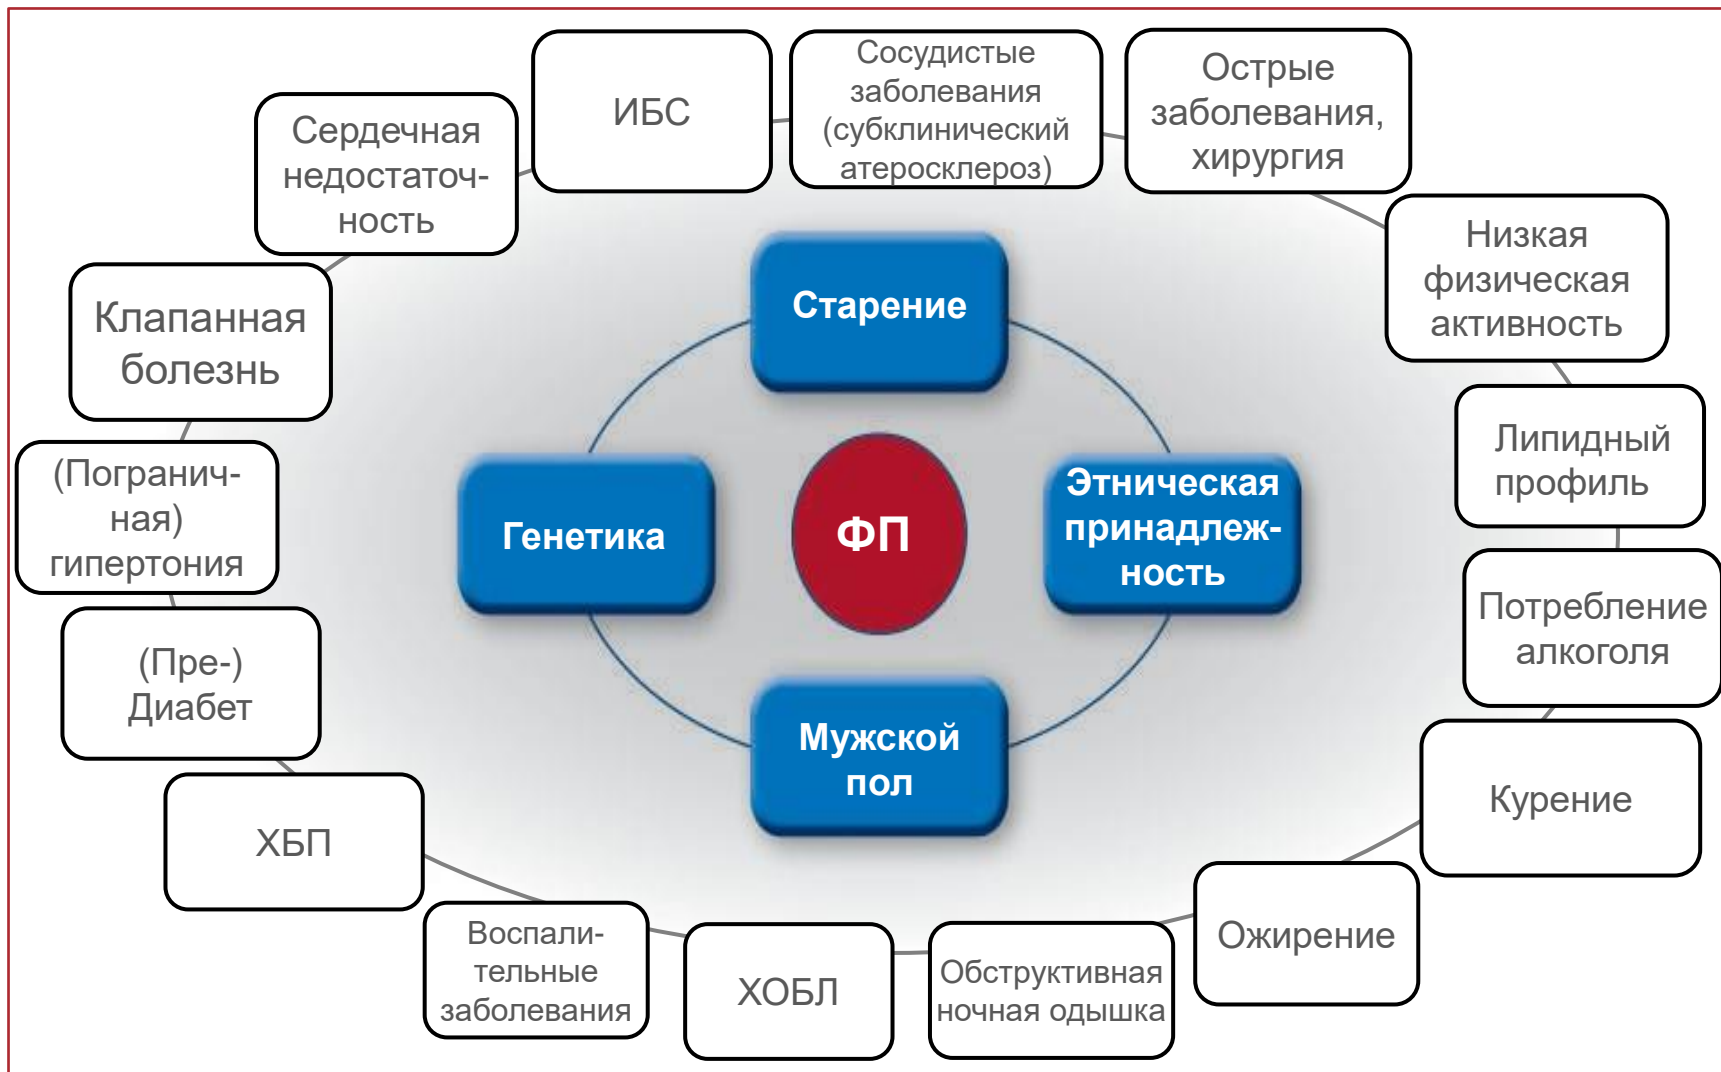 ИБС
Сосудистые
заболевания
(субклинический
атеросклероз)
Острые
заболевания,
хирургия
Сердечная
недостаточ-
ность
Низкая
физическая
активность
Клапанная
болезнь
Старение
Липидный
профиль
(Погранич-
ная)
гипертония
Генетика
ФП
Этническая
принадлеж-
ность
Потребление
алкоголя
(Пре-)
Диабет
Мужской
пол
Курение
ХБП
Воспали-
тельные
заболевания
ХОБЛ
Обструктивная
ночная одышка
Ожирение